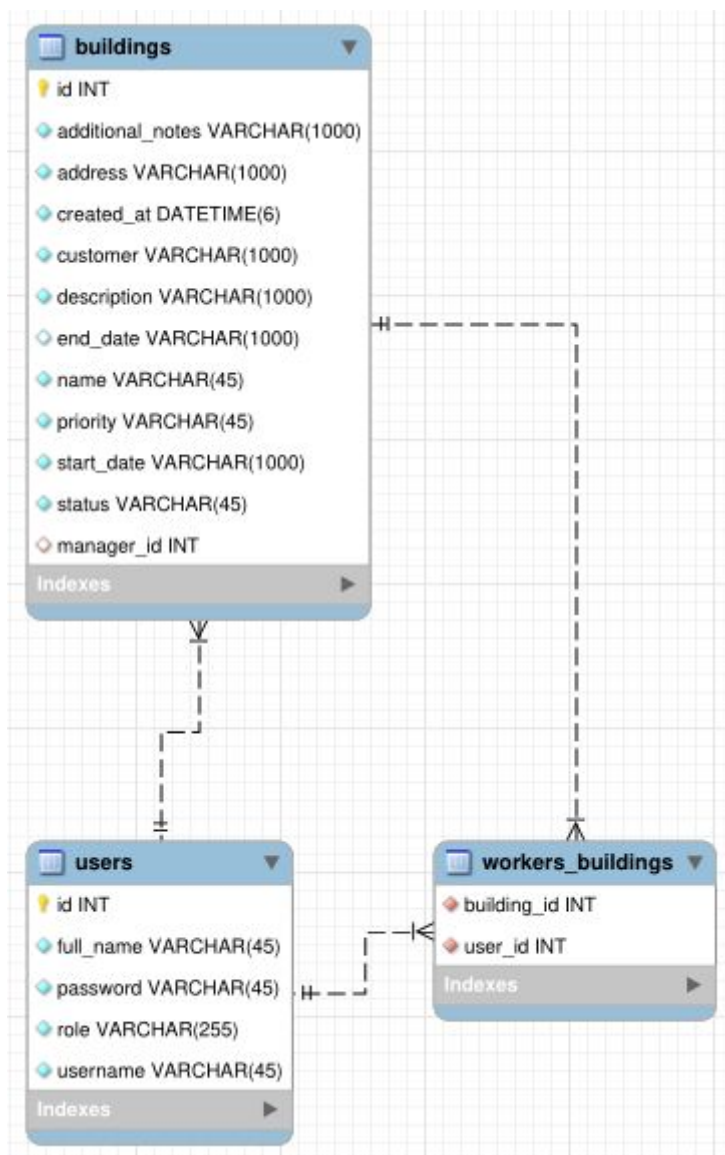 buildings
id INT
additional_notes VARCHAR(1000)
address VARCHAR(1000)
created_at DATETIME(6)
customer VARCHAR(1000)
description VARCHAR(1000)
end_date VARCHAR(1000)
name VARCHAR(45)
priority VARCHAR(45)
start_date VARCHAR(1000)
status VARCHAR(45)
manager_id INT
Indexes
users
id INT
full_name VARCHAR(45)
password VARCHAR(45)
role VARCHAR(255)
username VARCHAR(45)
Indexes
workers_buildings
building_id INT
user_id INT
Indexes